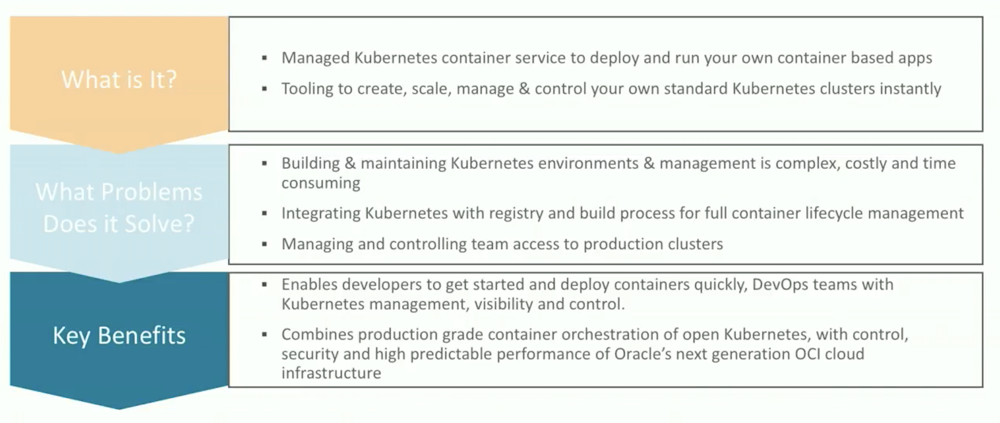 What is It?
▪ Managed Kubernetes container service to deploy and run your own container based apps
▪ Tooling to create, scale, manage & control your own standard Kubernetes clusters instantly
What Problems
Does it Solve?
▪ Building & maintaining Kubernetes environments & management is complex, costly and time
consuming
▪ Integrating Kubernetes with registry and build process for full container lifecycle management
▪ Managing and controlling team access to production clusters
Key Benefits
▪ Enables developers to get started and deploy containers quickly, DevOps teams with
Kubernetes management, visibility and control.
▪ Combines production grade container orchestration of open Kubernetes, with control,
security and high predictable performance of Oracle’s next generation OCI cloud
infrastructure